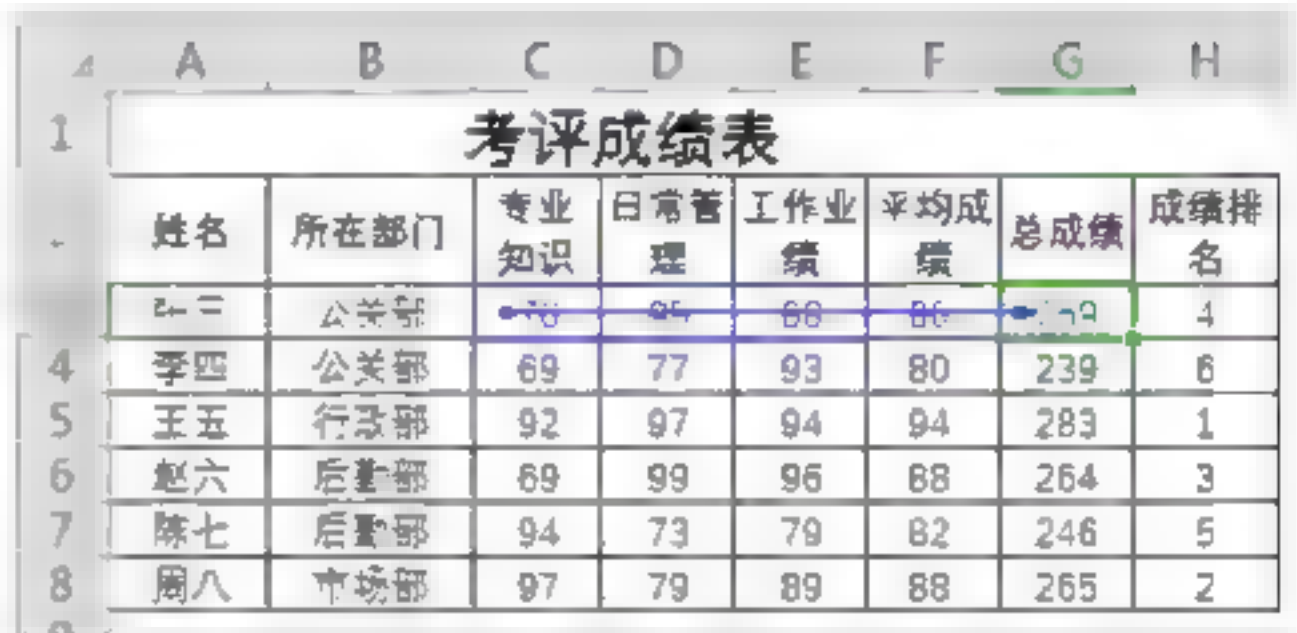 A B C D E F G H
1 考评成绩表
姓名 所在部门 专业知识 日常管理 工作业绩 平均成绩 总成绩 成绩排名
公关部 4
4 李四 公关部 69 77 93 80 239 6
5 王五 行政部 92 97 94 94 283 1
6 赵六 后勤部 69 99 96 88 264 3
7 陈七 后勤部 94 73 79 82 246 5
8 周八 市场部 97 79 89 88 265 2